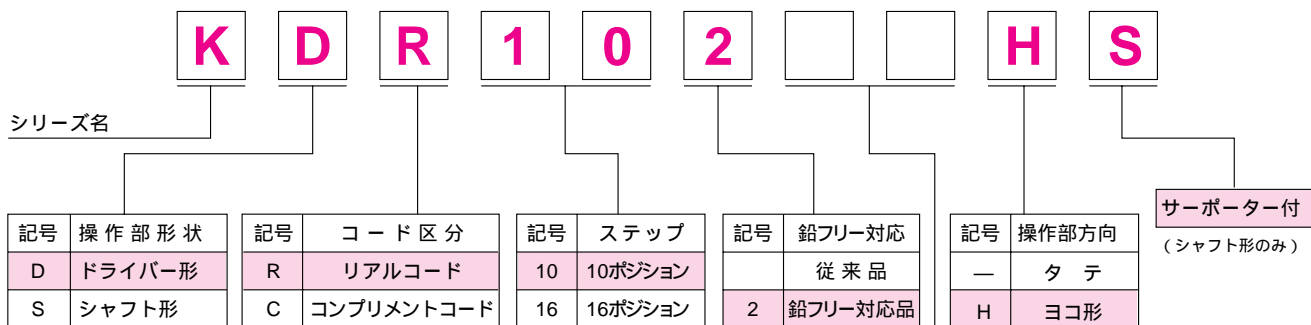 K D R 1 0 2 H S
シリーズ名
サーポーター付
(シャフト形のみ)
記号 操作部形状
D ドライバー形
S シャフト形
記号 コード区分
R リアルコード
C コンプリメントコード
記号 ステップ
10 10ポジション
16 16ポジション
記号 鉛フリー対応
従来品
2 鉛フリー対応品
記号 操作部方向
— タテ
H ヨコ形